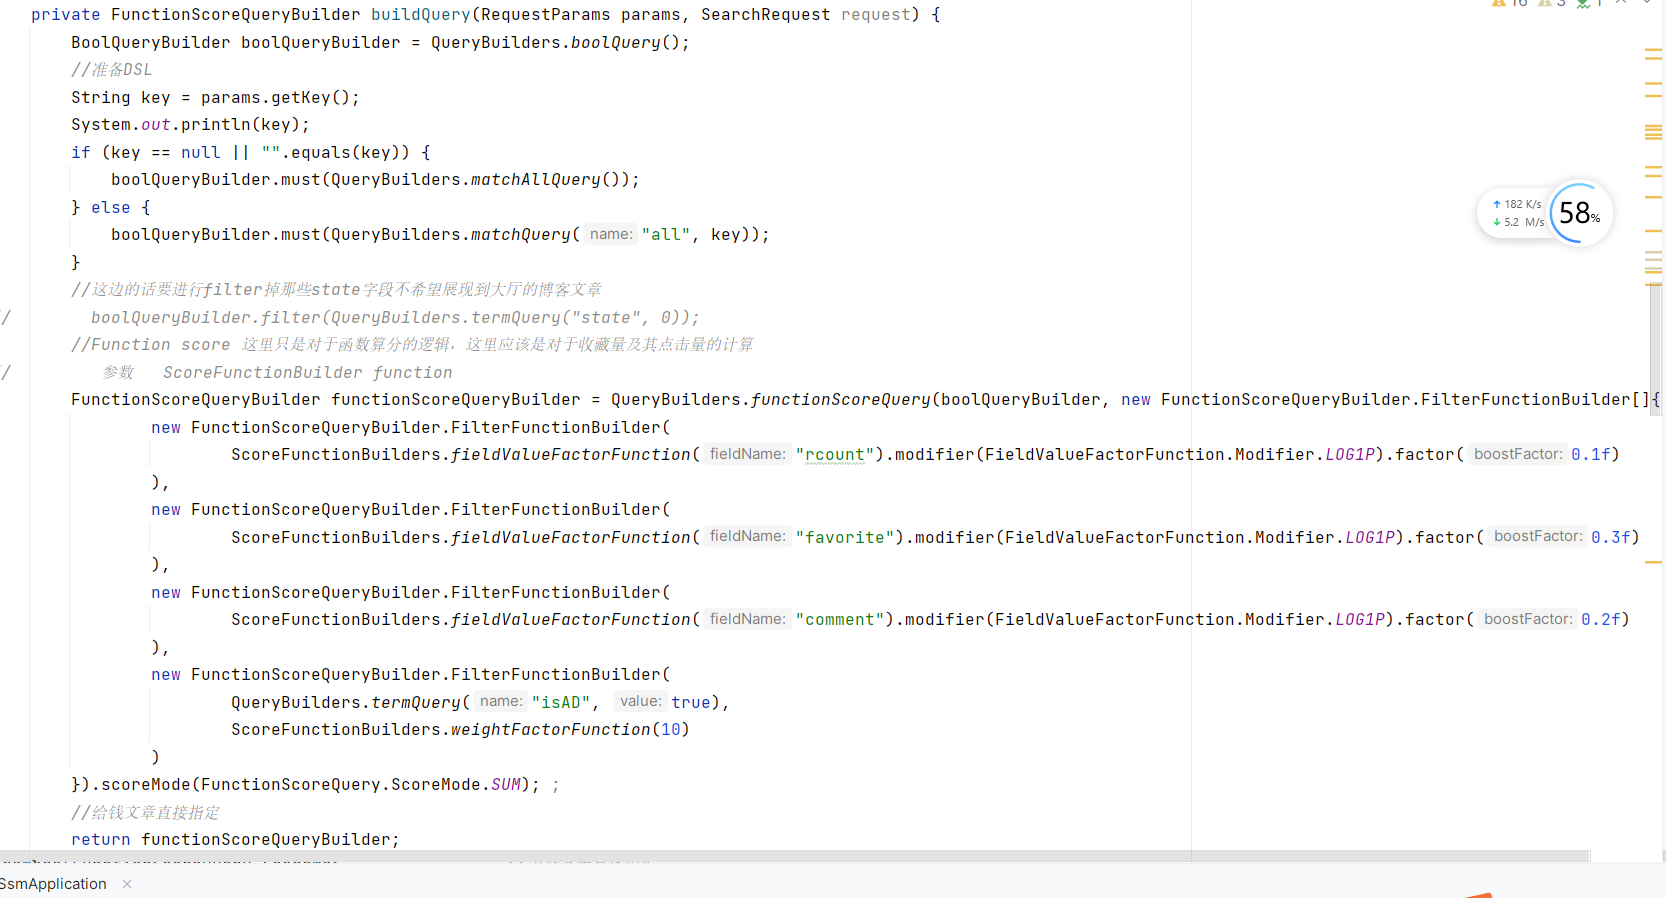 private FunctionScoreQueryBuilder buildQuery(RequestParams params, SearchRequest request) {
16 3 1
BoolQueryBuilder boolQueryBuilder = QueryBuilders.boolQuery();
//准备DSL
String key = params.getKey();
System.out.println(key);
if (key == null || "".equals(key)) {
boolQueryBuilder.must(QueryBuilders.matchAllQuery());
} else {
182 K/s
5.2 M/s
58%
boolQueryBuilder.must(QueryBuilders.matchQuery( name: "all", key));
}
//这边的话要进行filter掉那些state字段不希望展现到大厅的博客文章
// boolQueryBuilder.filter(QueryBuilders.termQuery("state", 0));
//Function score 这里只是对于函数算分的逻辑，这里应该是对于收藏量及其点击量的计算
// 参数 ScoreFunctionBuilder function
FunctionScoreQueryBuilder functionScoreQueryBuilder = QueryBuilders.functionScoreQuery(boolQueryBuilder, new FunctionScoreQueryBuilder.FilterFunctionBuilder[]{
new FunctionScoreQueryBuilder.FilterFunctionBuilder(
ScoreFunctionBuilders.fieldValueFactorFunction( fieldName: "rcount").modifier(FieldValueFactorFunction.Modifier.LOG1P).factor( boostFactor: 0.1f)
),
new FunctionScoreQueryBuilder.FilterFunctionBuilder(
ScoreFunctionBuilders.fieldValueFactorFunction( fieldName: "favorite").modifier(FieldValueFactorFunction.Modifier.LOG1P).factor( boostFactor: 0.3f)
),
new FunctionScoreQueryBuilder.FilterFunctionBuilder(
ScoreFunctionBuilders.fieldValueFactorFunction( fieldName: "comment").modifier(FieldValueFactorFunction.Modifier.LOG1P).factor( boostFactor: 0.2f)
),
new FunctionScoreQueryBuilder.FilterFunctionBuilder(
QueryBuilders.termQuery( name: "isAD", value: true),
ScoreFunctionBuilders.weightFactorFunction(10)
)
}).scoreMode(FunctionScoreQuery.ScoreMode.SUM); ;
//给钱文章直接指定
return functionScoreQueryBuilder;
SsmApplication